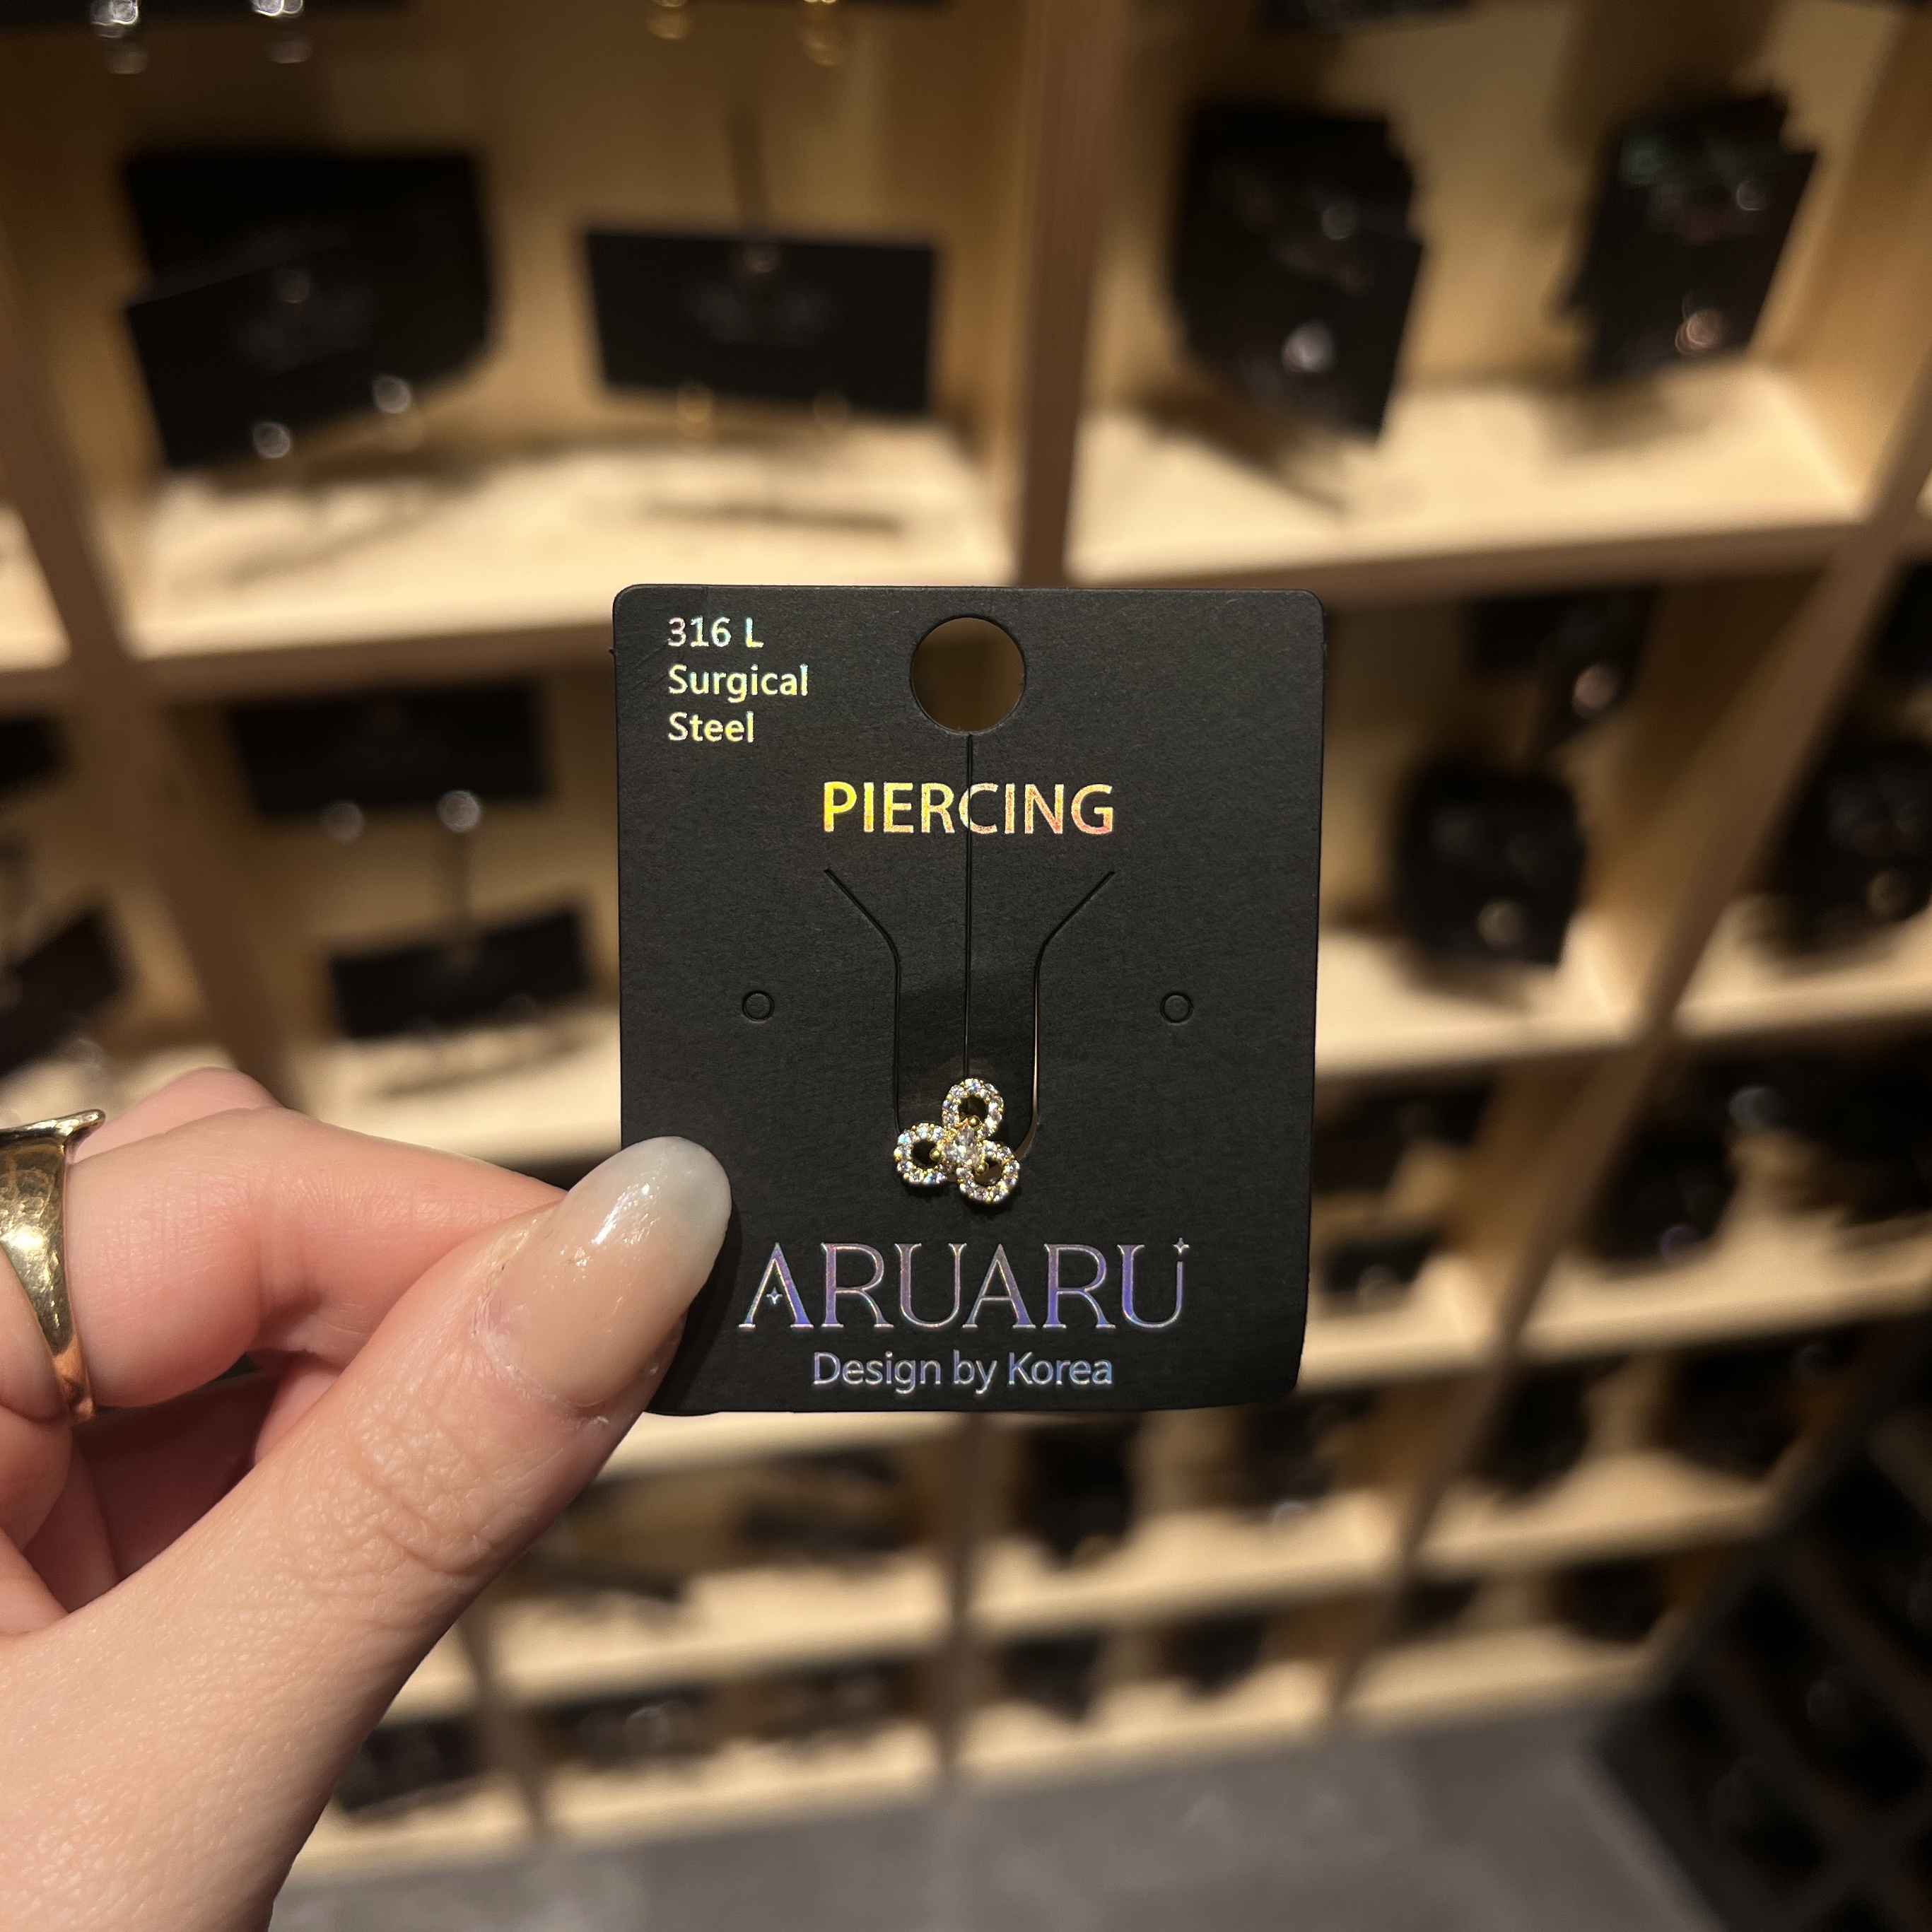 316 L
Surgical
Steel
PIERCING
ARUARU
Design by Korea